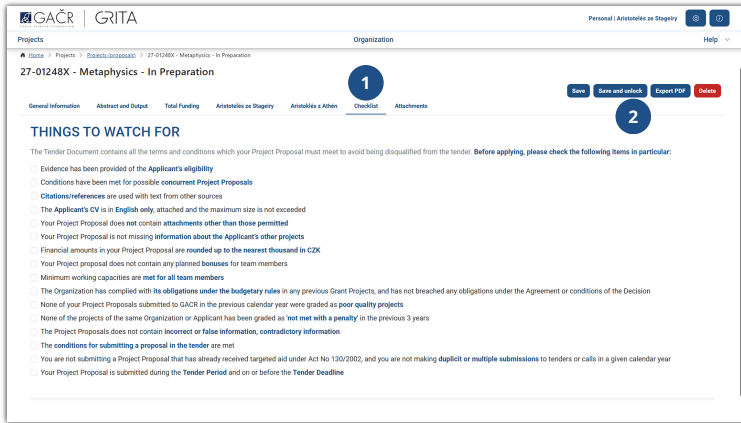 GAČR GRITA
Personal | Aristotelés ze Stageiry
Projects Organization Help
Home > Projects > Projects (proposals) > 27-01248X - Metaphysics - In Preparation
27-01248X - Metaphysics - In Preparation
1
Save Save and unlock Export PDF Delete
2
General Information Abstract and Output Total Funding Aristotelés ze Stageiry Aristoklés z Athén Checklist Attachments
THINGS TO WATCH FOR
The Tender Document contains all the terms and conditions which your Project Proposal must meet to avoid being disqualified from the tender. Before applying, please check the following items in particular:
Evidence has been provided of the Applicant's eligibility
Conditions have been met for possible concurrent Project Proposals
Citations/references are used with text from other sources
The Applicant's CV is in English only, attached and the maximum size is not exceeded
Your Project Proposal does not contain attachments other than those permitted
Your Project Proposal is not missing information about the Applicant's other projects
Financial amounts in your Project Proposal are rounded up to the nearest thousand in CZK
Your Project proposal does not contain any planned bonuses for team members
Minimum working capacities are met for all team members
The Organization has complied with its obligations under the budgetary rules in any previous Grant Projects, and has not breached any obligations under the Agreement or conditions of the Decision
None of your Project Proposals submitted to GACR in the previous calendar year were graded as poor quality projects
None of the projects of the same Organization or Applicant has been graded as 'not met with a penalty' in the previous 3 years
The Project Proposals does not contain incorrect or false information, contradictory information
The conditions for submitting a proposal in the tender are met
You are not submitting a Project Proposal that has already received targeted aid under Act No 130/2002, and you are not making duplicit or multiple submissions to tenders or calls in a given calendar year
Your Project Proposal is submitted during the Tender Period and on or before the Tender Deadline